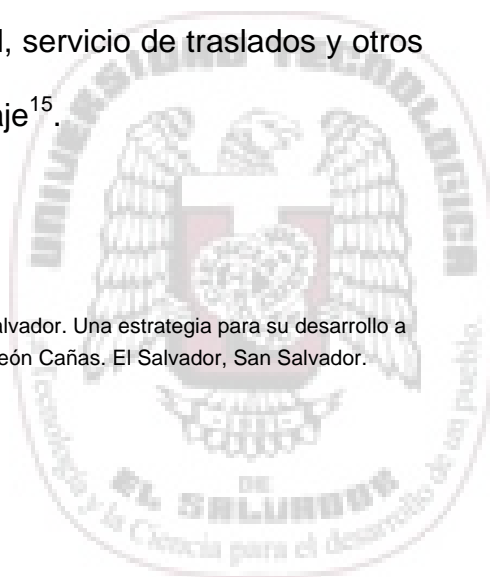 l, servicio de traslados y otros
aje15.
alvador. Una estrategia para su desarrollo a
eón Cañas. El Salvador, San Salvador.
UNIVERSIDAD TECNOLOGICA
DE
EL SALVADOR
Tecnología y la Ciencia para el desarrollo de un pueblo.